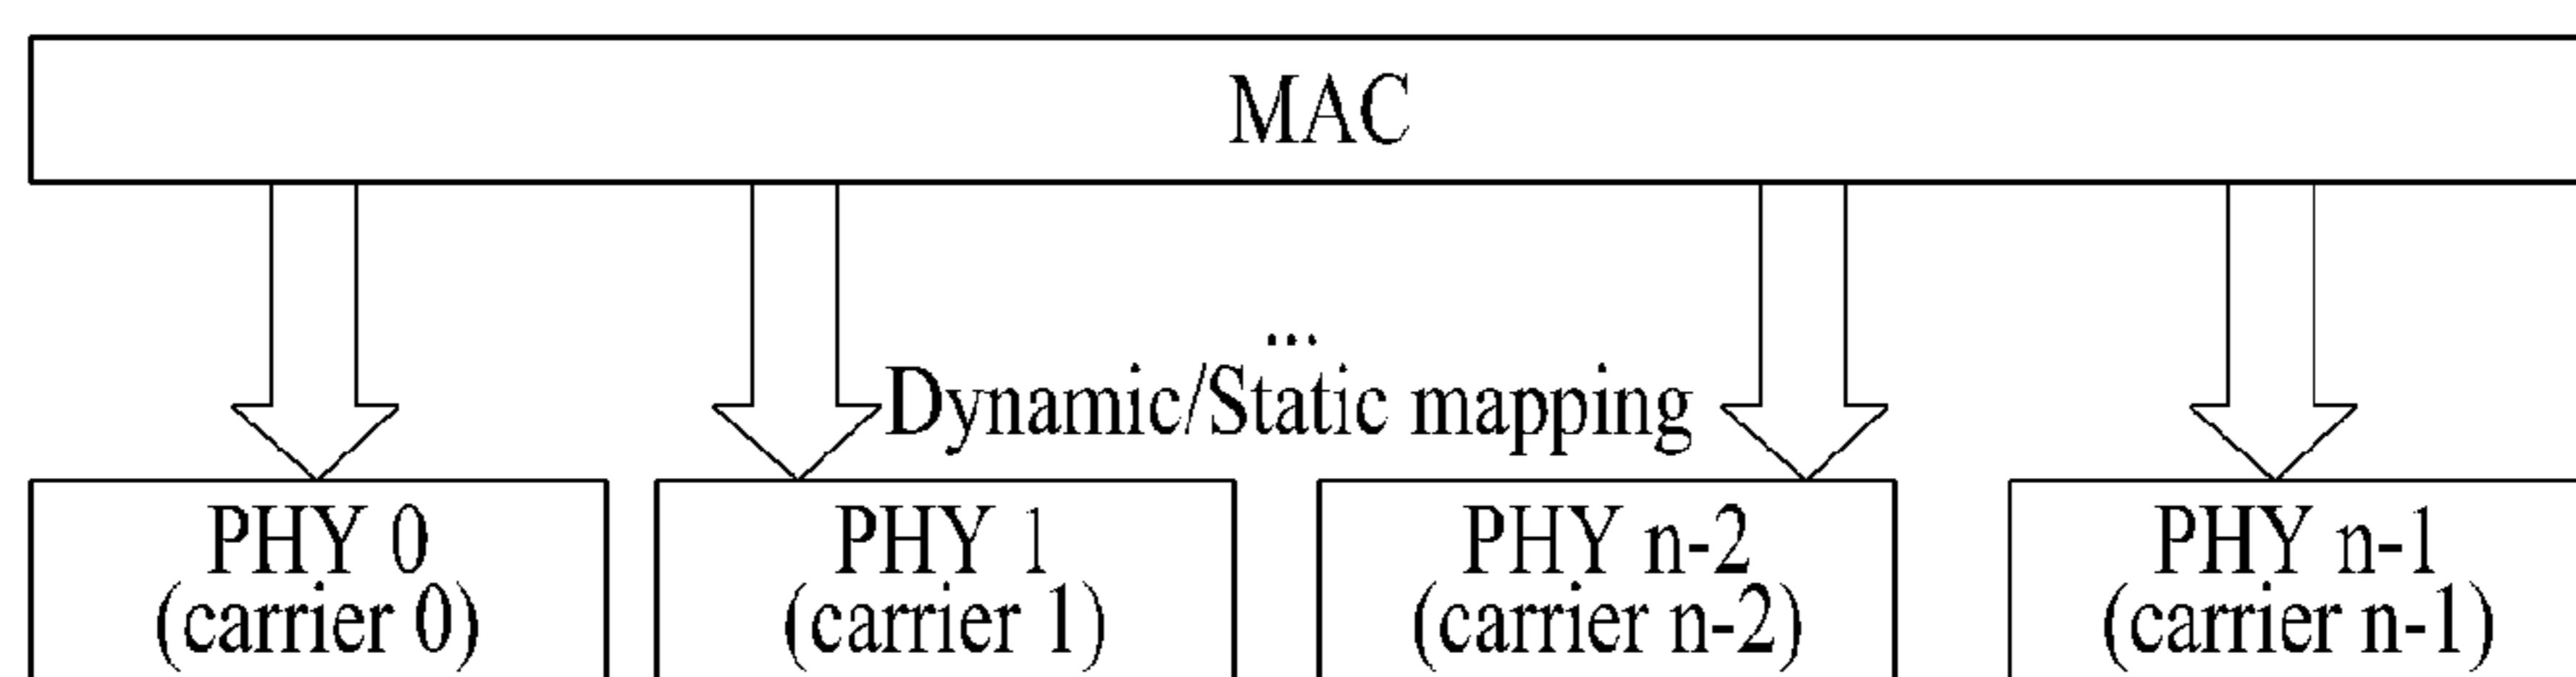 MAC
...
Dynamic/Static mapping
PHY 0
(carrier 0)
PHY 1
(carrier 1)
PHY n-2
(carrier n-2)
PHY n-1
(carrier n-1)